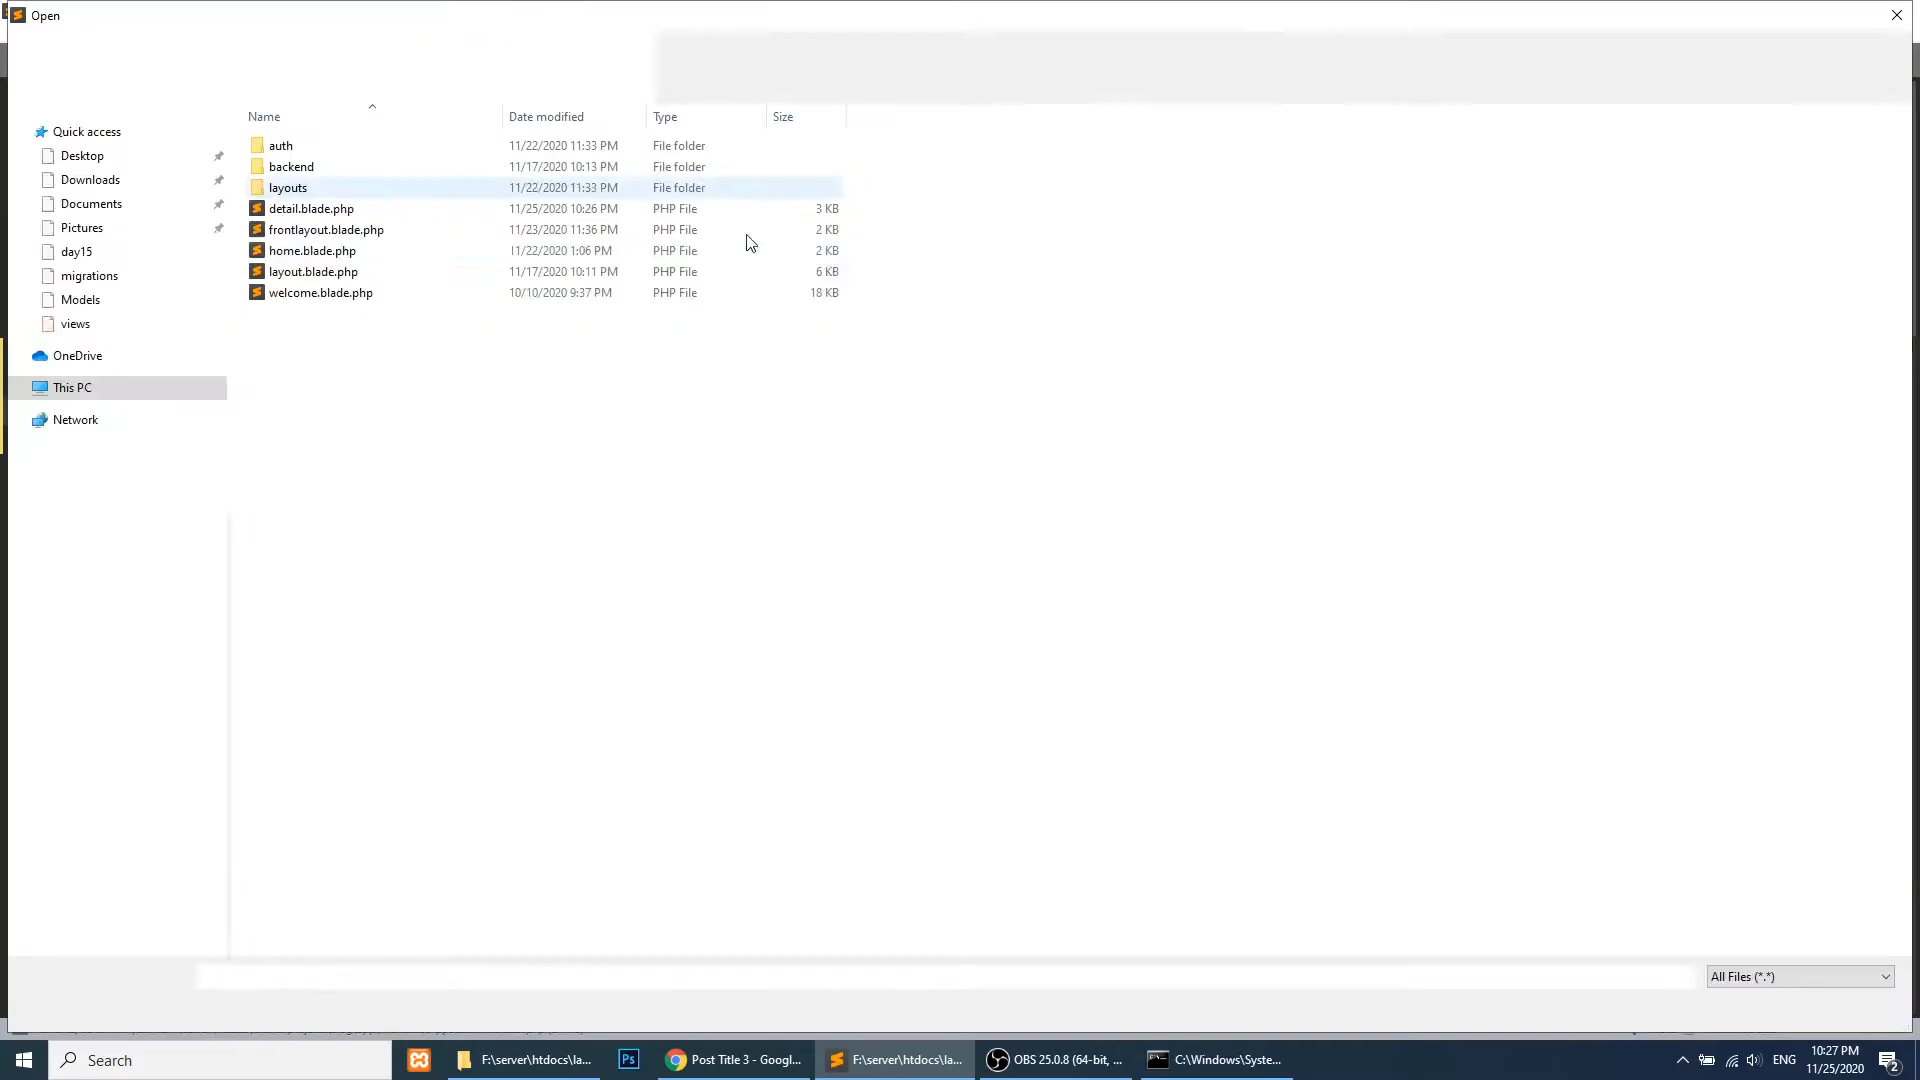 Open
Name Date modified Type Size
Quick access
Desktop
Downloads
Documents
Pictures
day15
migrations
Models
views
OneDrive
This PC
Network
auth 11/22/2020 11:33 PM File folder
backend 11/17/2020 10:13 PM File folder
layouts 11/22/2020 11:33 PM File folder
detail.blade.php 11/25/2020 10:26 PM PHP File 3 KB
frontlayout.blade.php 11/23/2020 11:36 PM PHP File 2 KB
home.blade.php 11/22/2020 1:06 PM PHP File 2 KB
layout.blade.php 11/17/2020 10:11 PM PHP File 6 KB
welcome.blade.php 10/10/2020 9:37 PM PHP File 18 KB
All Files (*.*)
Search
F:\server\htdocs\la...
Ps
Post Title 3 - Googl...
F:\server\htdocs\la...
OBS 25.0.8 (64-bit, ...
C:\Windows\Syste...
ENG
10:27 PM
11/25/2020
2